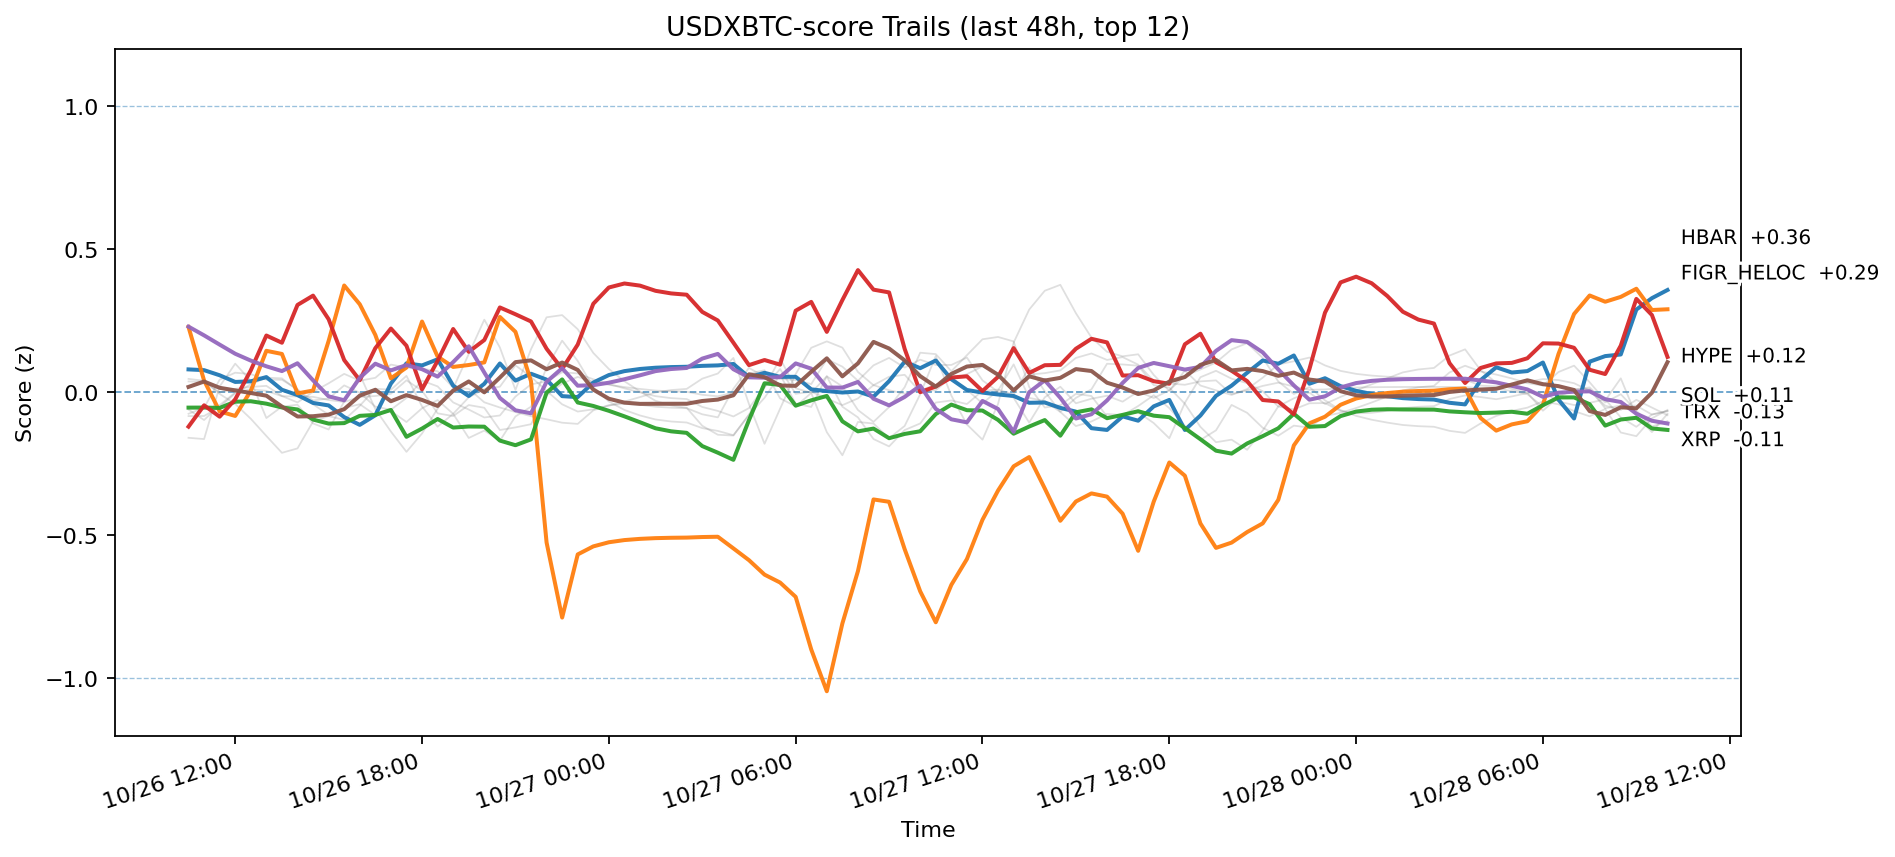 USDXBTC-score Trails (last 48h, top 12)
Score (z)
1.0
0.5
0.0
−0.5
−1.0
HBAR +0.36
FIGR_HELOC +0.29
HYPE +0.12
SOL +0.11
TRX -0.13
XRP -0.11
10/26 12:00
10/26 18:00
10/27 00:00
10/27 06:00
10/27 12:00
10/27 18:00
10/28 00:00
10/28 06:00
10/28 12:00
Time